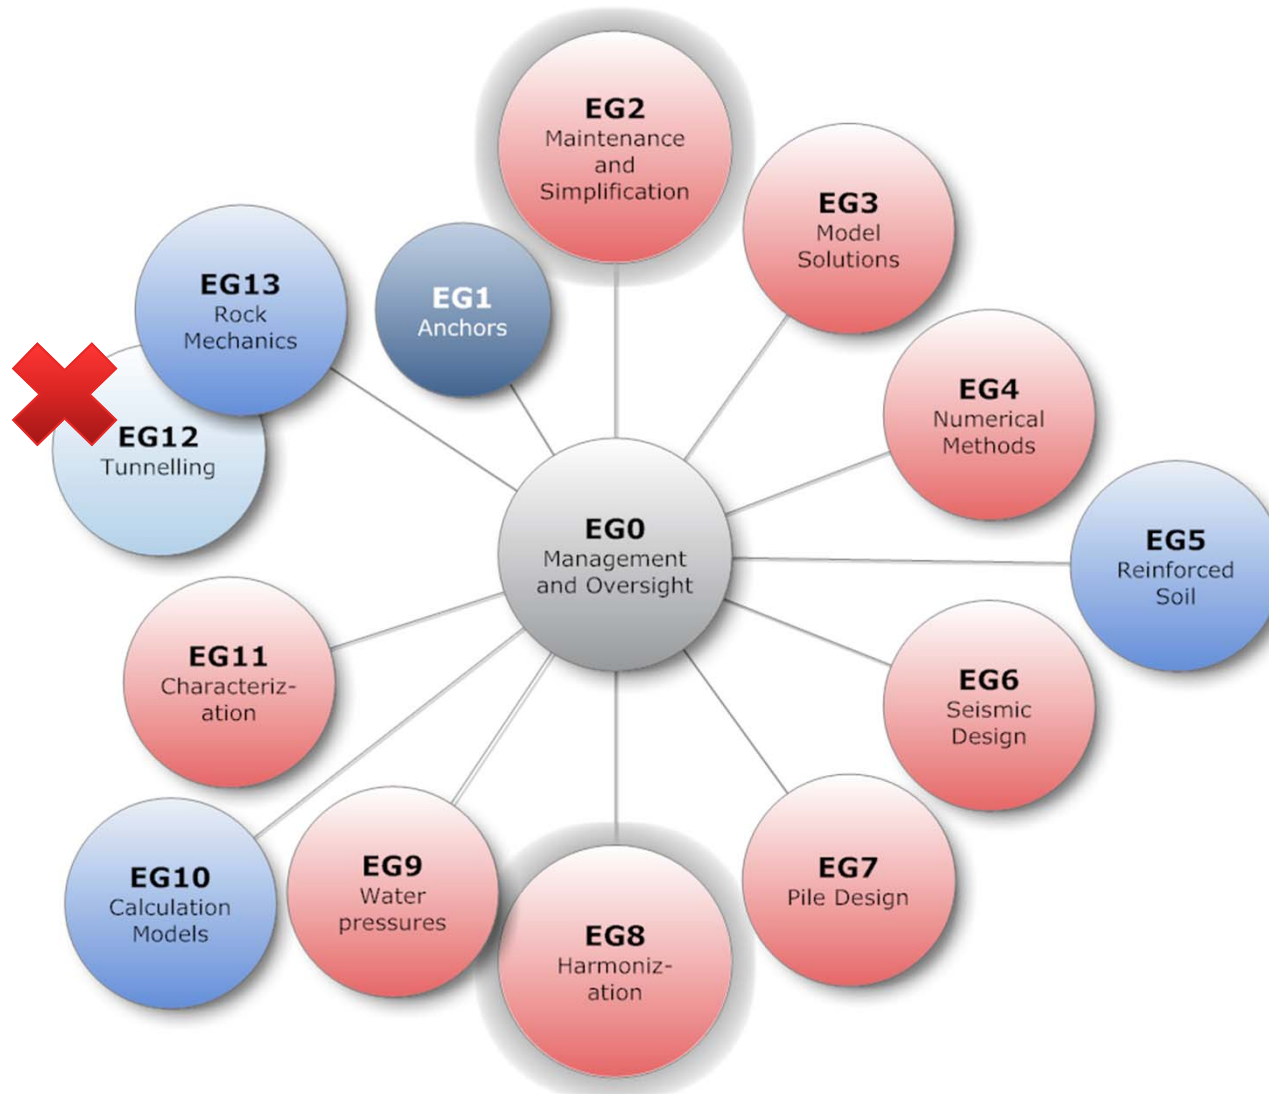 EG2
Maintenance
and
Simplification
EG3
Model
Solutions
EG13
Rock
Mechanics
EG1
Anchors
EG4
Numerical
Methods
EG12
Tunnelling
EG0
Management
and Oversight
EG5
Reinforced
Soil
EG11
Characteriz-
ation
EG6
Seismic
Design
EG10
Calculation
Models
EG9
Water
pressures
EG8
Harmoniz-
ation
EG7
Pile Design